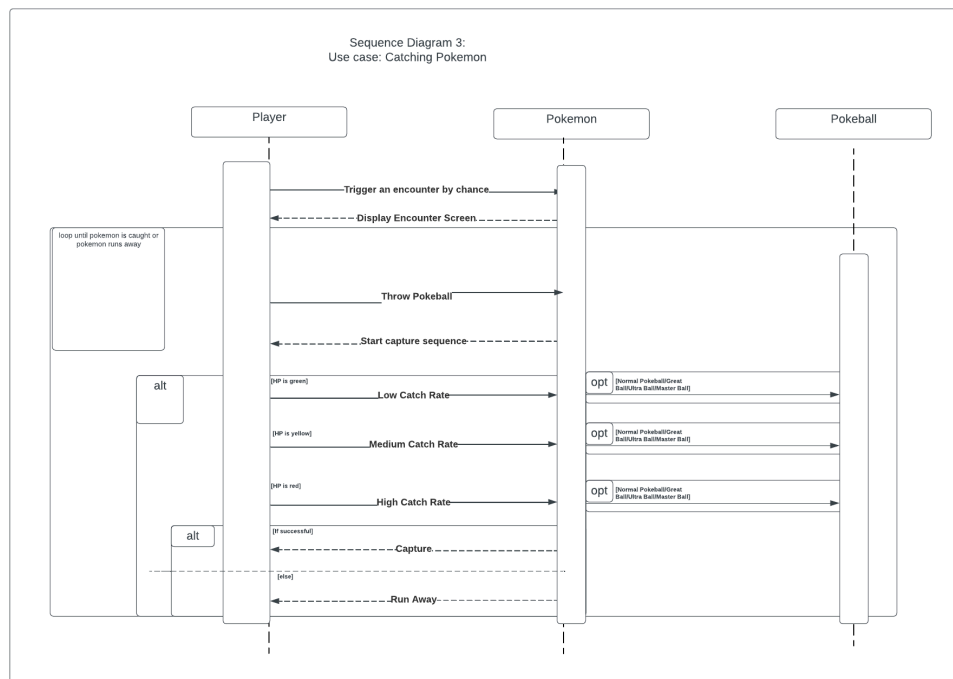 Sequence Diagram 3:
Use case: Catching Pokemon
Player
Pokemon
Pokeball
Trigger an encounter by chance
Display Encounter Screen
loop until pokemon is caught or
pokemon runs away
Throw Pokeball
Start capture sequence
alt
[HP is green]
Low Catch Rate
opt
[Normal Pokeball/Great
Ball/Ultra Ball/Master Ball]
[HP is yellow]
Medium Catch Rate
opt
[Normal Pokeball/Great
Ball/Ultra Ball/Master Ball]
[HP is red]
High Catch Rate
opt
[Normal Pokeball/Great
Ball/Ultra Ball/Master Ball]
alt
[If successful]
Capture
[else]
Run Away